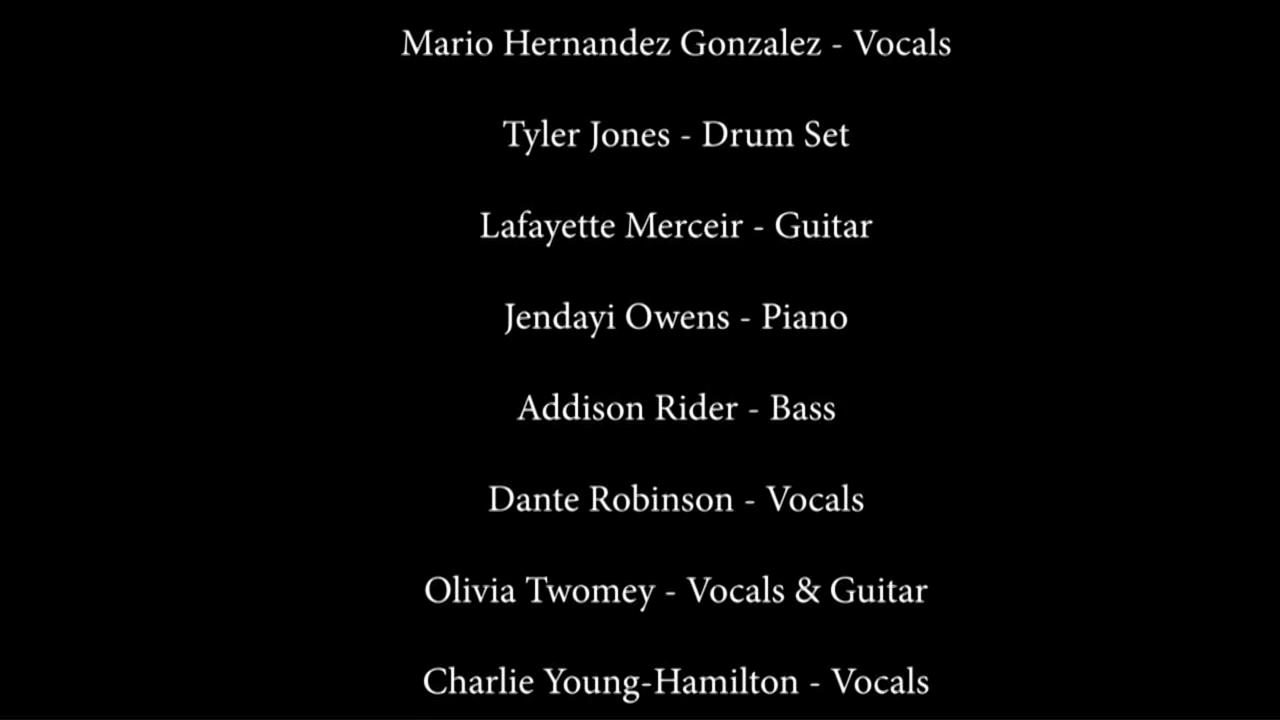 Mario Hernandez Gonzalez - Vocals
Tyler Jones - Drum Set
Lafayette Merceir - Guitar
Jendayi Owens - Piano
Addison Rider - Bass
Dante Robinson - Vocals
Olivia Twomey - Vocals & Guitar
Charlie Young-Hamilton - Vocals